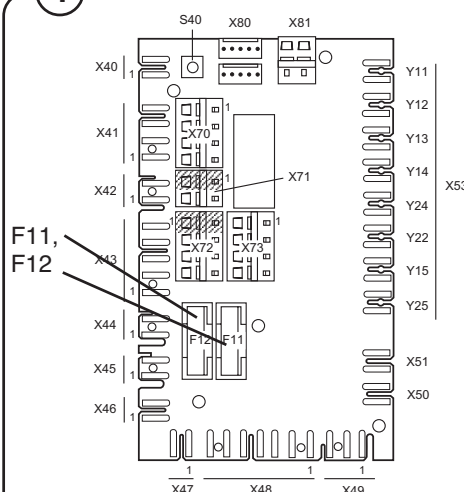 4
S40 X80 X81
X40 1 Y11
X41 1 X70 1 Y12
Y13
X42 1 1 X71 Y14
X53
Y24
F11,
F12
X43 1 1 X72 X73 1 Y22
Y15
X44 1 F12 F11 Y25
X45 1 X51
X46 1 X50
1 1 1
X47 X48 X49